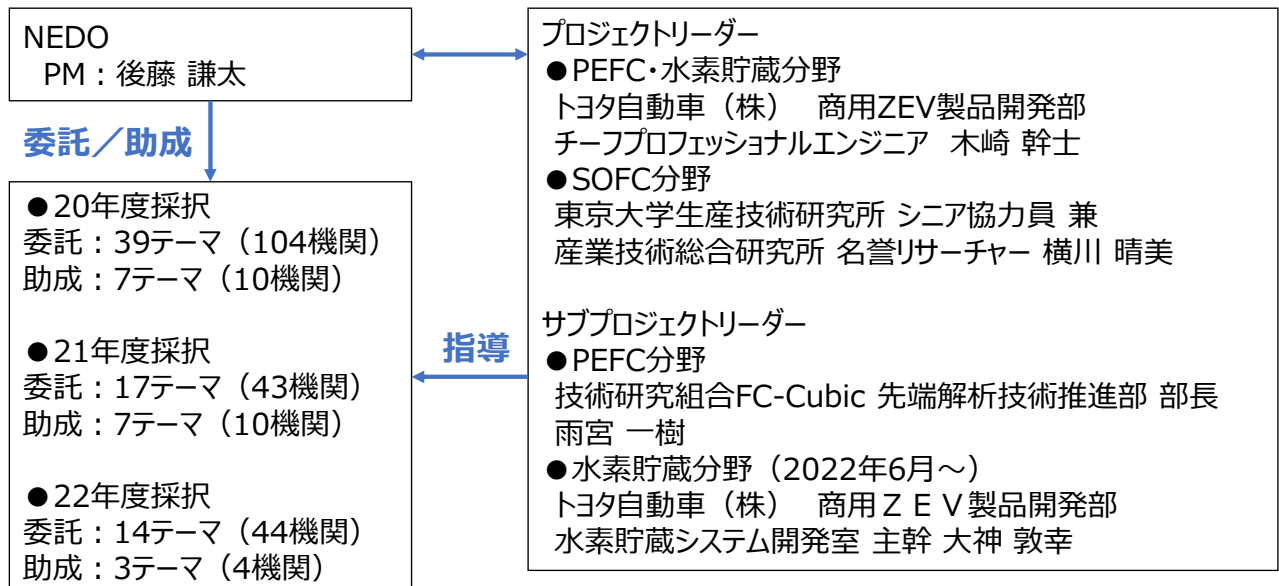 NEDO
PM：後藤 謙太
委託／助成
●20年度採択
委託：39テーマ（104機関）
助成：7テーマ（10機関）
●21年度採択
委託：17テーマ（43機関）
助成：7テーマ（10機関）
●22年度採択
委託：14テーマ（44機関）
助成：3テーマ（4機関）
指導
プロジェクトリーダー
●PEFC・水素貯蔵分野
トヨタ自動車（株） 商用ZEV製品開発部
チーフプロフェッショナルエンジニア 木崎 幹士
●SOFC分野
東京大学生産技術研究所 シニア協力員 兼
産業技術総合研究所 名誉リサーチャー 横川 晴美
サブプロジェクトリーダー
●PEFC分野
技術研究組合FC-Cubic 先端解析技術推進部 部長
雨宮 一樹
●水素貯蔵分野（2022年6月～）
トヨタ自動車（株） 商用ＺＥＶ製品開発部
水素貯蔵システム開発室 主幹 大神 敦幸